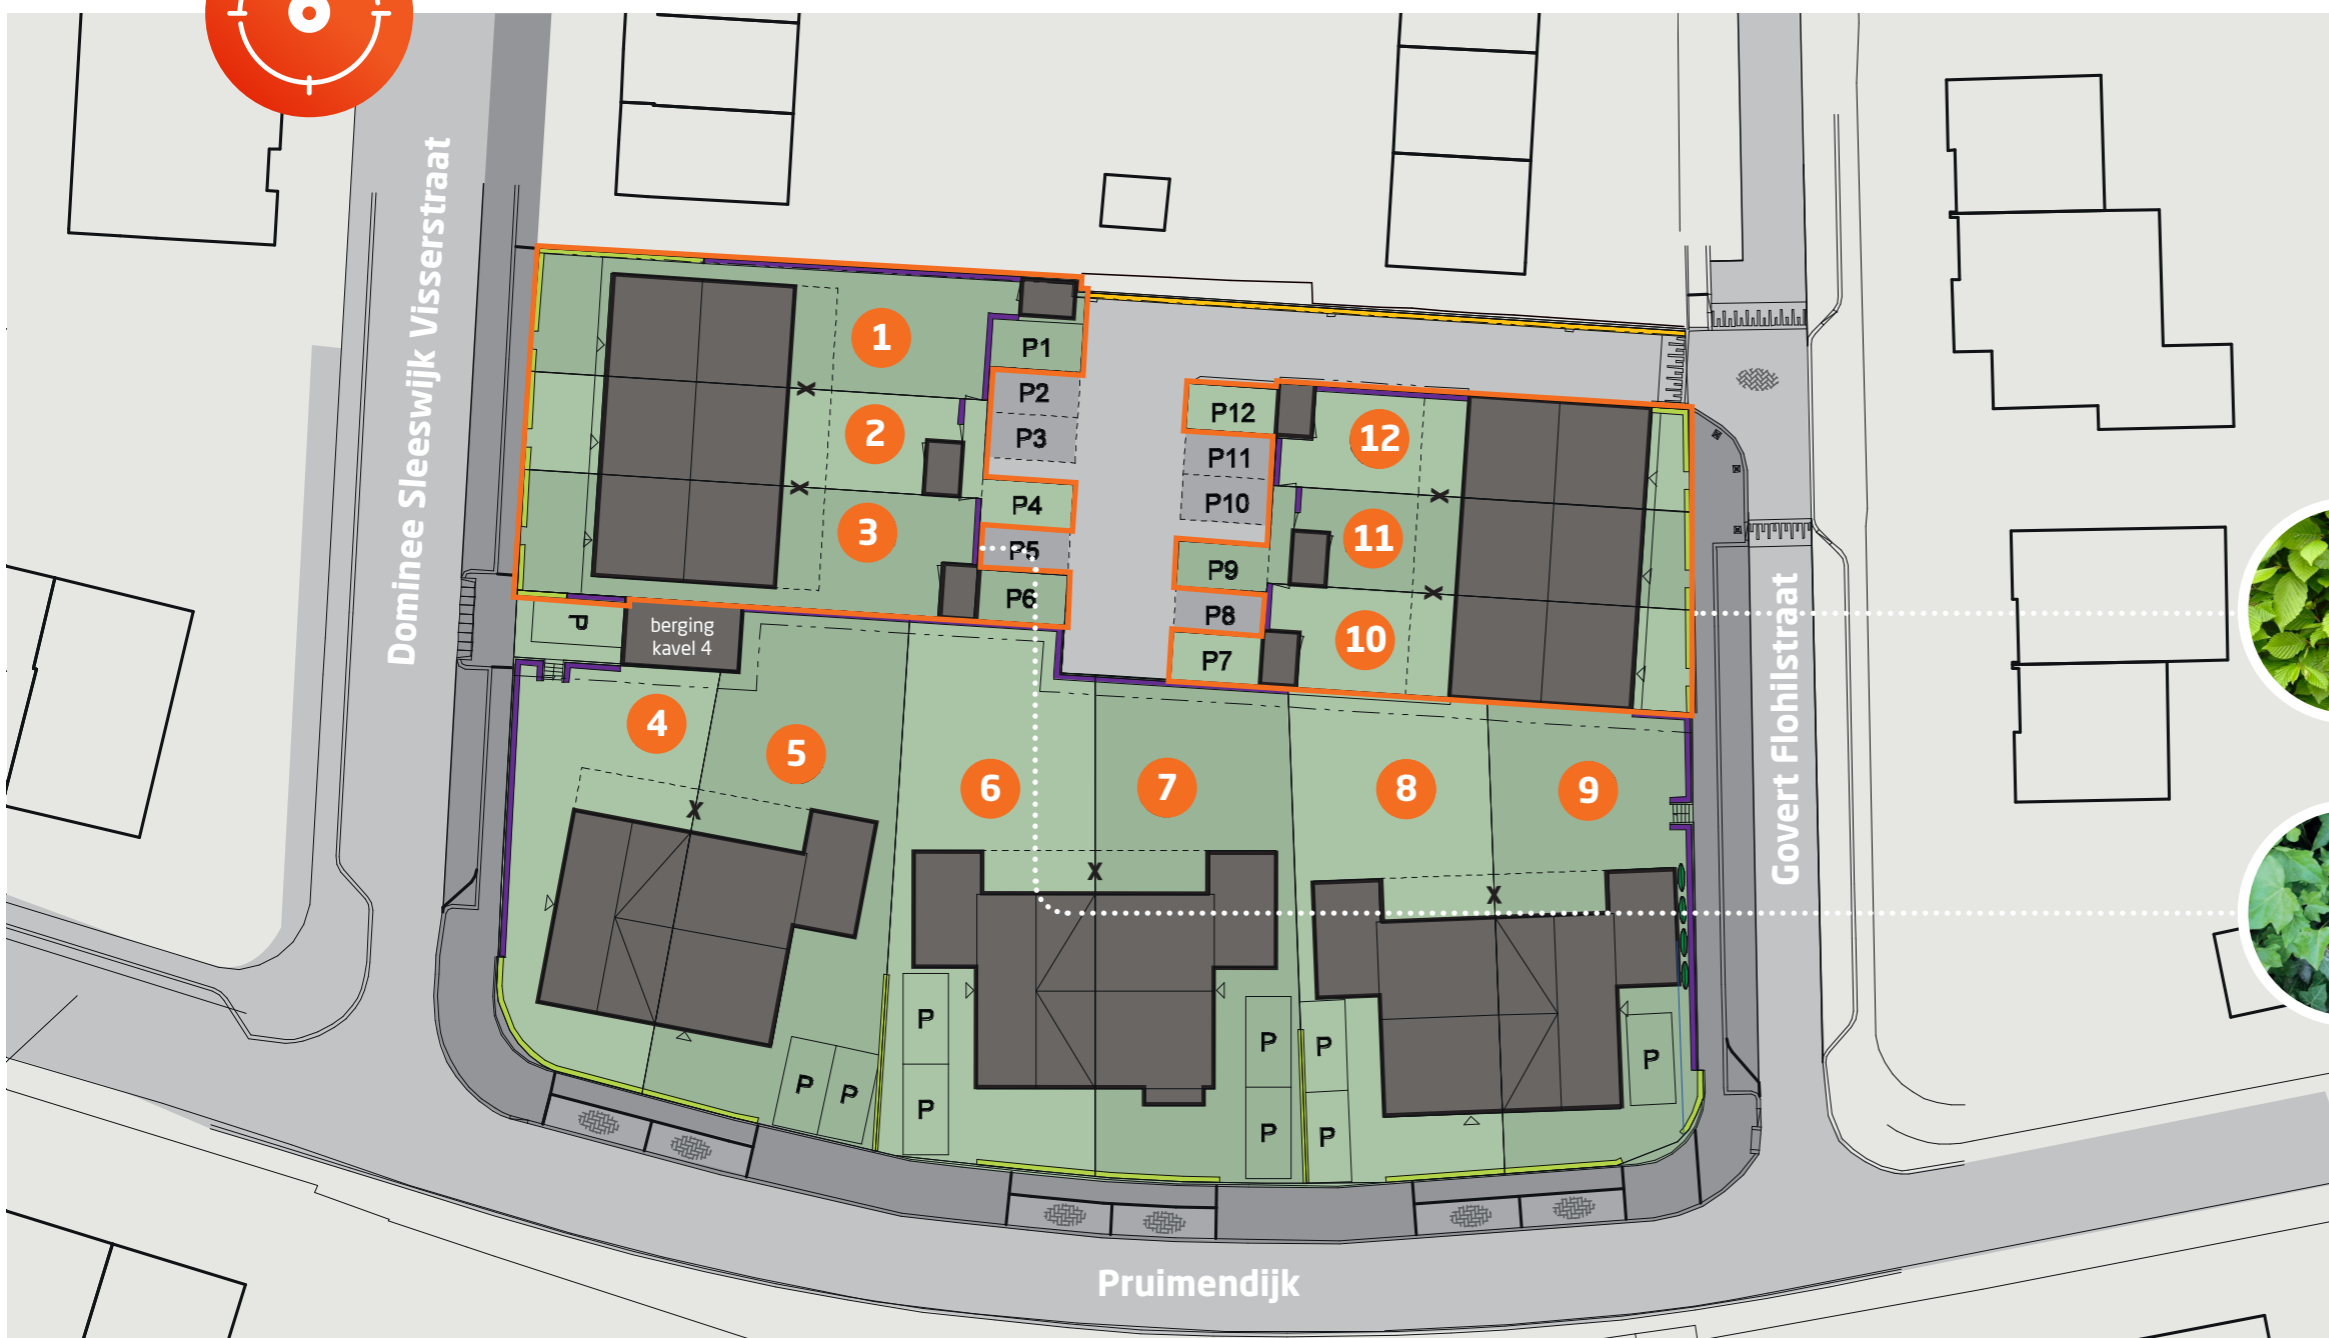 Dominee Sleeswijk Visserstraat
1
P1
P2
P3
2
P12
12
P11
P10
P4
3
P5
11
P9
P6
P8
P
berging
kavel 4
10
P7
Govert Flohilstraat
4
5
6
7
8
9
P
P
P
P
P
P
P
P
P
Pruimendijk